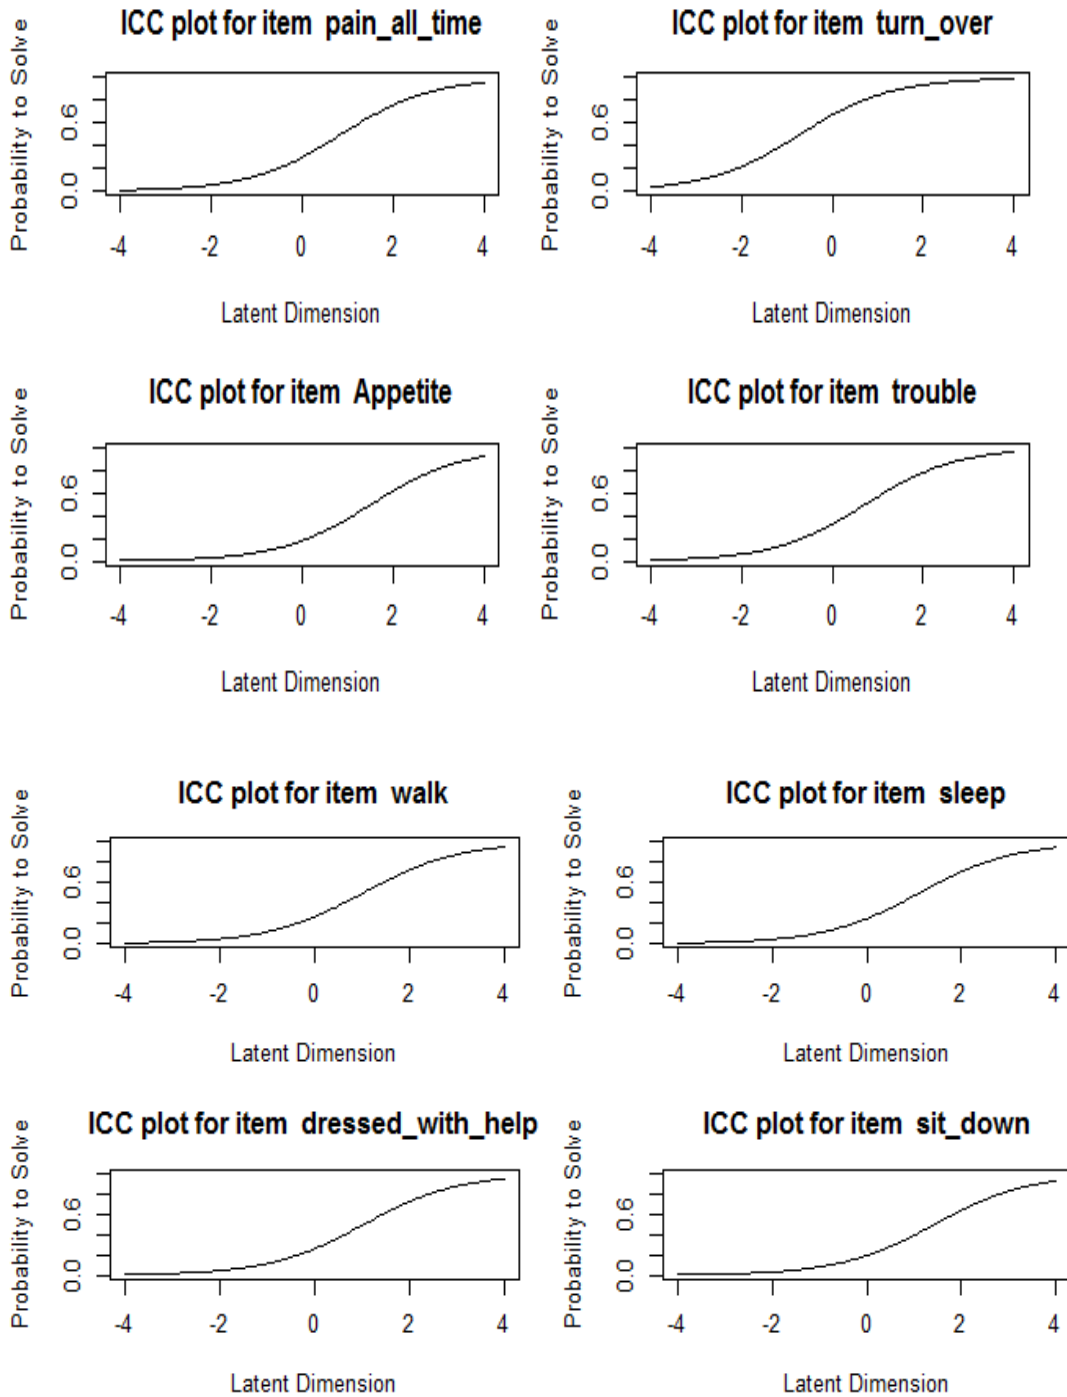 ICC plot for item pain_all_time
Probability to Solve
0.0 0.6
-4 -2 0 2 4
Latent Dimension
ICC plot for item turn_over
Probability to Solve
0.0 0.6
-4 -2 0 2 4
Latent Dimension
ICC plot for item Appetite
Probability to Solve
0.0 0.6
-4 -2 0 2 4
Latent Dimension
ICC plot for item trouble
Probability to Solve
0.0 0.6
-4 -2 0 2 4
Latent Dimension
ICC plot for item walk
Probability to Solve
0.0 0.6
-4 -2 0 2 4
Latent Dimension
ICC plot for item sleep
Probability to Solve
0.0 0.6
-4 -2 0 2 4
Latent Dimension
ICC plot for item dressed_with_help
Probability to Solve
0.0 0.6
-4 -2 0 2 4
Latent Dimension
ICC plot for item sit_down
Probability to Solve
0.0 0.6
-4 -2 0 2 4
Latent Dimension